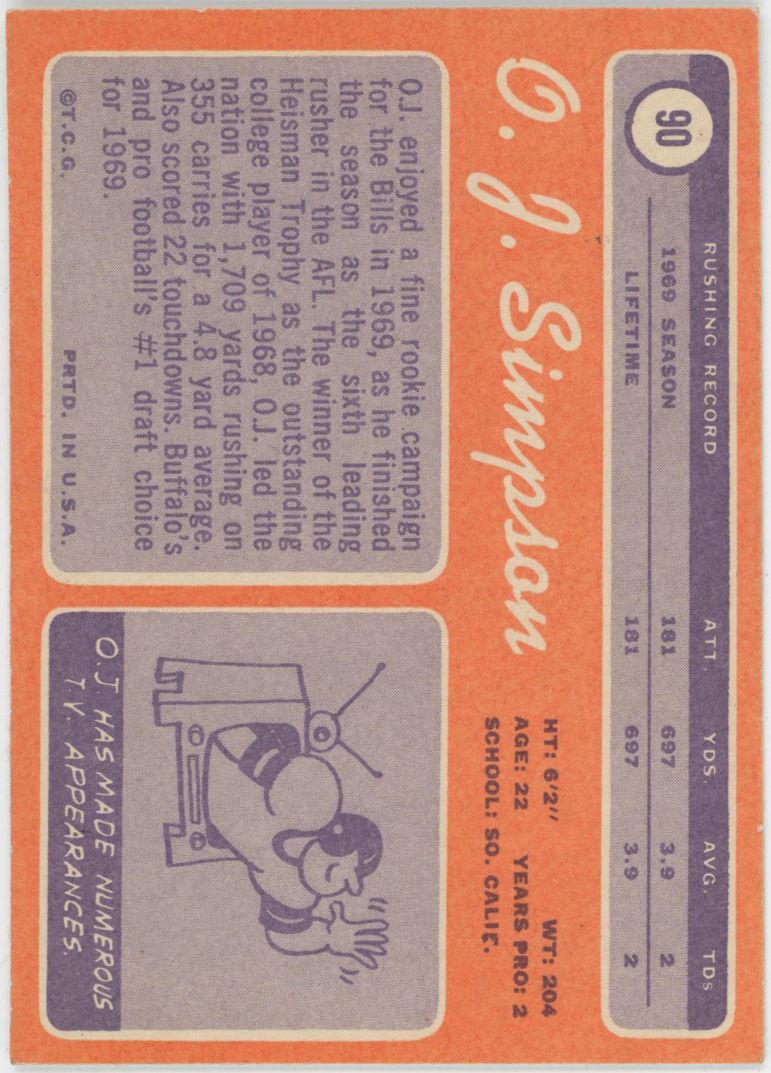 90
RUSHING RECORD ATT. YDS. AVG. TDs
1969 SEASON 181 697 3.9 2
LIFETIME 181 697 3.9 2
O. J. Simpson
HT: 6'2" WT: 204
AGE: 22 YEARS PRO: 2
SCHOOL: SO. CALIF.
O.J. enjoyed a fine rookie campaign
for the Bills in 1969, as he finished
the season as the sixth leading
rusher in the AFL. The winner of the
Heisman Trophy as the outstanding
college player of 1968, O.J. led the
nation with 1,709 yards rushing on
355 carries for a 4.8 yard average.
Also scored 22 touchdowns. Buffalo's
and pro football's #1 draft choice
for 1969.
©T.C.G. PRTD. IN U.S.A.
O.J HAS MADE NUMEROUS
T.V. APPEARANCES.